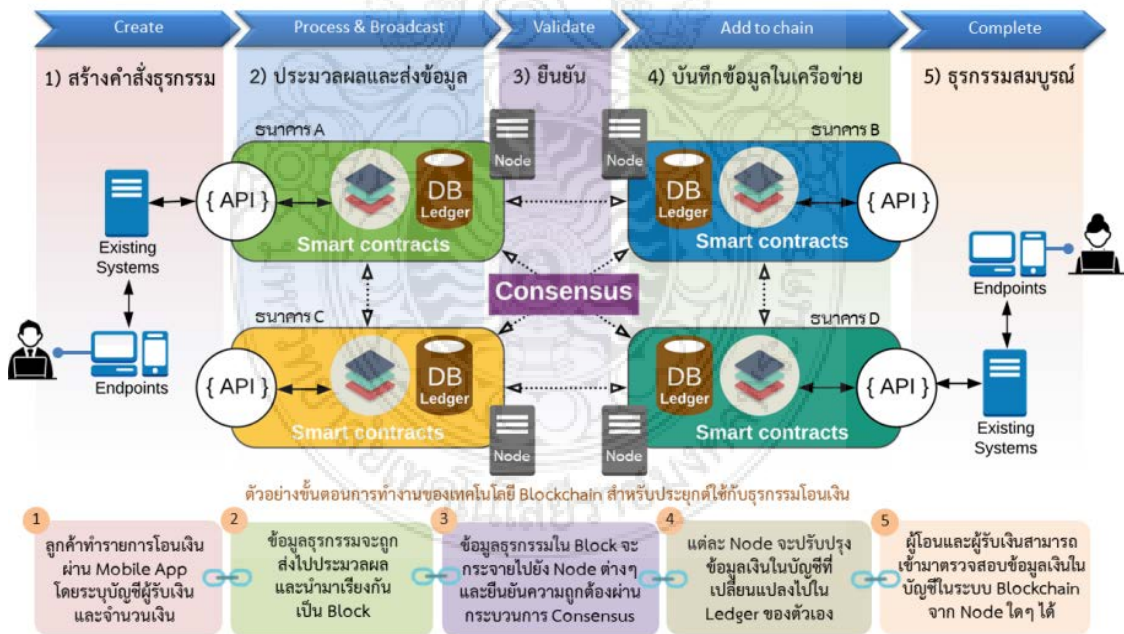 Create
Process & Broadcast
Validate
Add to chain
Complete
1) สร้างคำสั่งธุรกรรม
2) ประมวลผลและส่งข้อมูล
3) ยืนยัน
4) บันทึกข้อมูลในเครือข่าย
5) ธุรกรรมสมบูรณ์
ธนาคาร A
Node
Node
ธนาคาร B
{ API }
DB
Ledger
Smart contracts
DB
Ledger
Smart contracts
{ API }
Existing
Systems
Endpoints
Consensus
Endpoints
ธนาคาร C
ธนาคาร D
{ API }
DB
Ledger
Smart contracts
Node
Node
DB
Ledger
Smart contracts
{ API }
Existing
Systems
ตัวอย่างขั้นตอนการทำงานของเทคโนโลยี Blockchain สำหรับประยุกต์ใช้กับธุรกรรมโอนเงิน
1
ลูกค้าทำรายการโอนเงิน
ผ่าน Mobile App
โดยระบุบัญชีผู้รับเงิน
และจำนวนเงิน
2
ข้อมูลธุรกรรมจะถูก
ส่งไปประมวลผล
และนำมาเรียงกัน
เป็น Block
3
ข้อมูลธุรกรรมใน Block จะ
กระจายไปยัง Node ต่างๆ
และยืนยันความถูกต้องผ่าน
กระบวนการ Consensus
4
แต่ละ Node จะปรับปรุง
ข้อมูลเงินในบัญชีที่
เปลี่ยนแปลงไปใน
Ledger ของตัวเอง
5
ผู้โอนและผู้รับเงินสามารถ
เข้ามาตรวจสอบข้อมูลเงินใน
บัญชีในระบบ Blockchain
จาก Node ใดๆ ได้